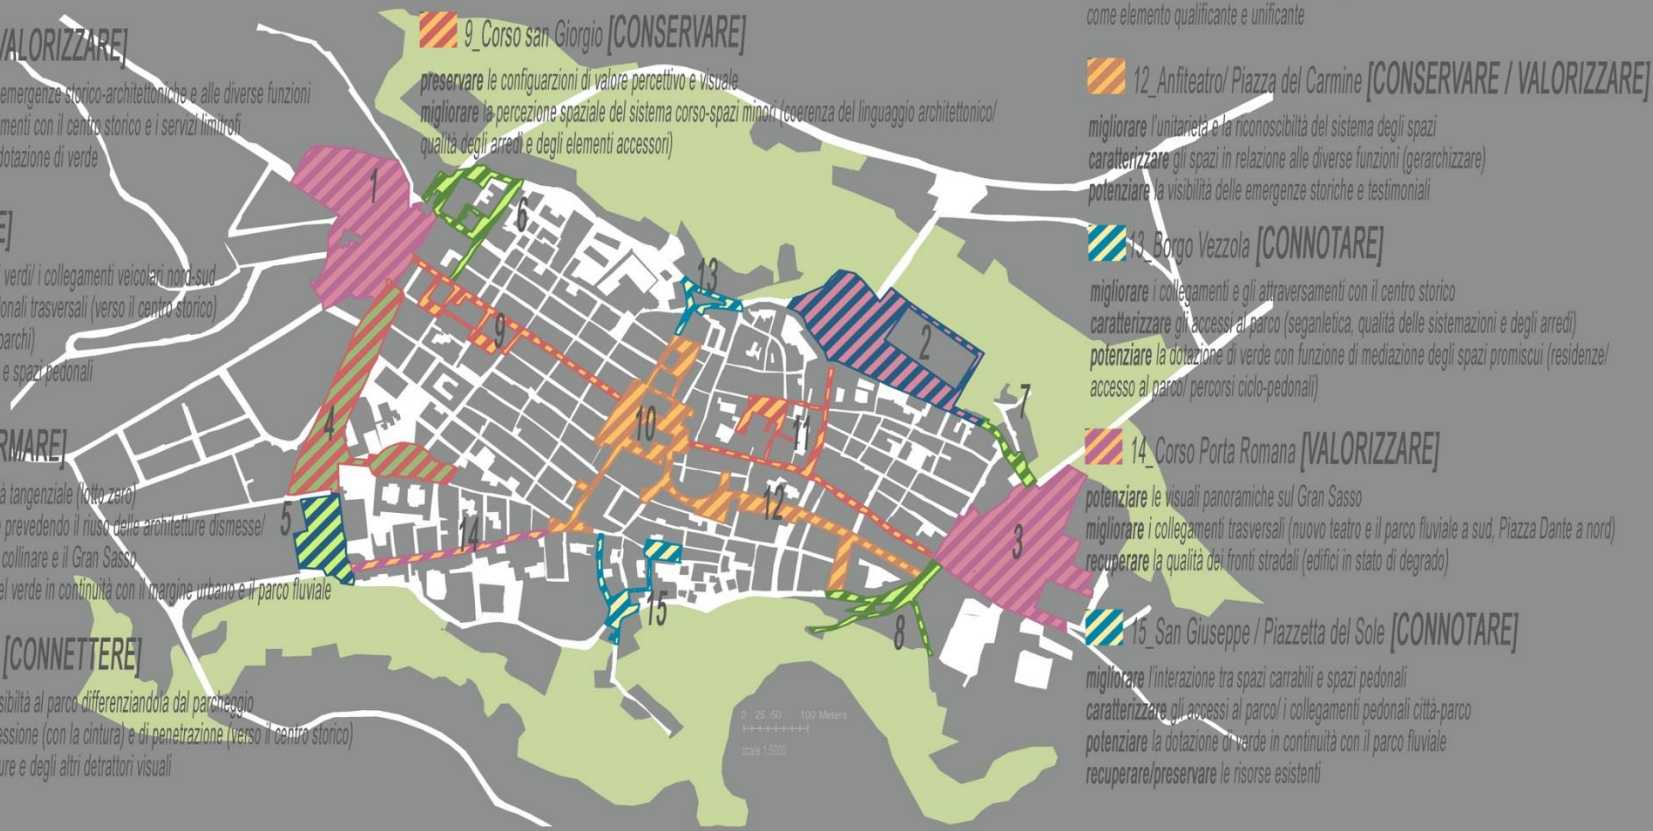 VALORIZZARE]
emergenze storico-architettoniche e alle diverse funzioni
menti con il centro storico e i servizi limitrofi
dotazione di verde
E]
verdi/ i collegamenti veicolari nord-sud
onali trasversali (verso il centro storico)
parchi)
e spazi pedonali
RMARE]
à tangenziale (lotto zero)
e prevedendo il riuso delle architetture dismesse/
collinare e il Gran Sasso
el verde in continuità con il margine urbano e il parco fluviale
[CONNETTERE]
sibiltà al parco differenziandola dal parcheggio
essione (con la cintura) e di penetrazione (verso il centro storico)
ure e degli altri detrattori visuali
9_Corso san Giorgio [CONSERVARE]
preservare le configuarzioni di valore percettivo e visuale
migliorare la percezione spaziale del sistema corso-spazi minori (coerenza del linguaggio architettonico/
qualità degli arredi e degli elementi accessori)
1
6
13
2
9
7
4
10
11
5
14
12
3
15
8
0 25 50 100 Meters
scala 1:5000
come elemento qualificante e unificante
12_Anfiteatro/ Piazza del Carmine [CONSERVARE / VALORIZZARE]
migliorare l'unitarietà e la riconoscibiltà del sistema degli spazi
caratterizzare gli spazi in relazione alle diverse funzioni (gerarchizzare)
potenziare la visibilità delle emergenze storiche e testimoniali
13_Borgo Vezzola [CONNOTARE]
migliorare i collegamenti e gli attraversamenti con il centro storico
caratterizzare gli accessi al parco (seganletica, qualità delle sistemazioni e degli arredi)
potenziare la dotazione di verde con funzione di mediazione degli spazi promiscui (residenze/
accesso al parco/ percorsi ciclo-pedonali)
14_Corso Porta Romana [VALORIZZARE]
potenziare le visuali panoramiche sul Gran Sasso
migliorare i collegamenti trasversali (nuovo teatro e il parco fluviale a sud, Piazza Dante a nord)
recuperare la qualità dei fronti stradali (edifici in stato di degrado)
15_San Giuseppe / Piazzetta del Sole [CONNOTARE]
migliorare l'interazione tra spazi carrabili e spazi pedonali
caratterizzare gli accessi al parco/ i collegamenti pedonali città-parco
potenziare la dotazione di verde in continuità con il parco fluviale
recuperare/preservare le risorse esistenti